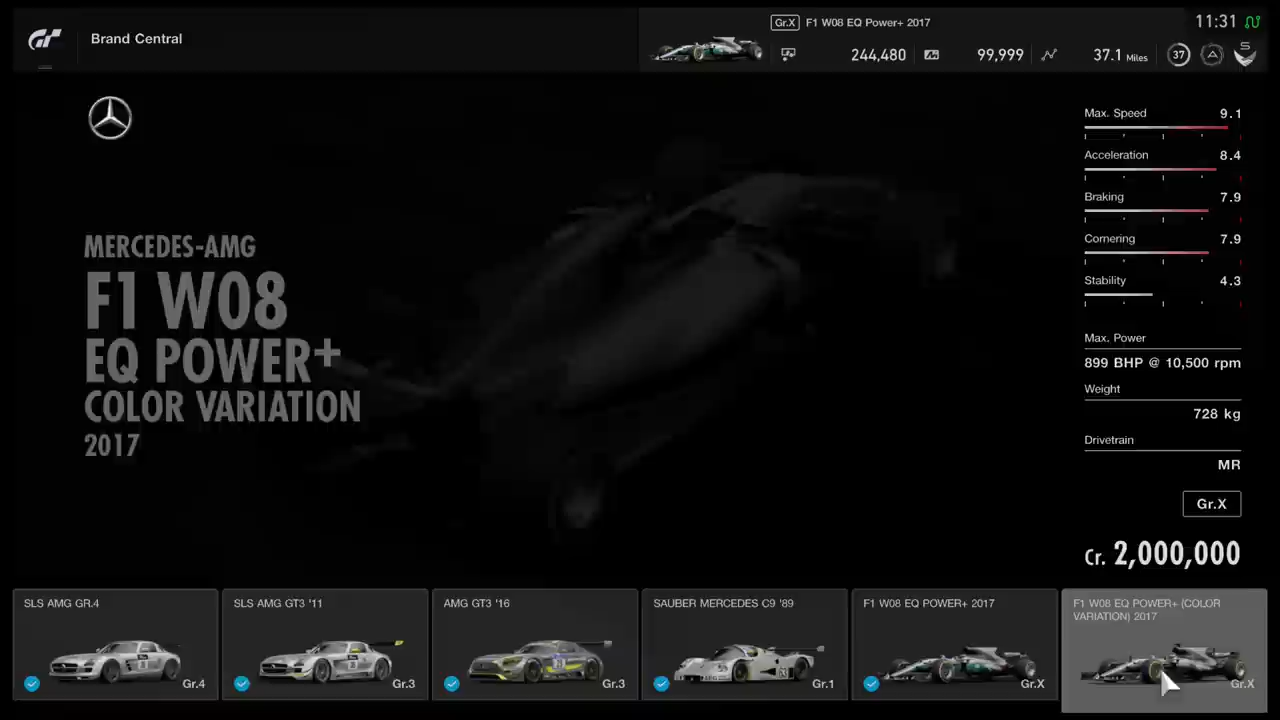 Brand Central
Gr.X F1 W08 EQ Power+ 2017
11:31
244,480
99,999
37.1 Miles
37
A
S
MERCEDES-AMG
F1 W08
EQ POWER+
COLOR VARIATION
2017
Max. Speed 9.1
Acceleration 8.4
Braking 7.9
Cornering 7.9
Stability 4.3
Max. Power
899 BHP @ 10,500 rpm
Weight
728 kg
Drivetrain
MR
Gr.X
Cr. 2,000,000
SLS AMG GR.4
Gr.4
SLS AMG GT3 '11
Gr.3
AMG GT3 '16
Gr.3
SAUBER MERCEDES C9 '89
Gr.1
F1 W08 EQ POWER+ 2017
Gr.X
F1 W08 EQ POWER+ (COLOR
VARIATION) 2017
Gr.X